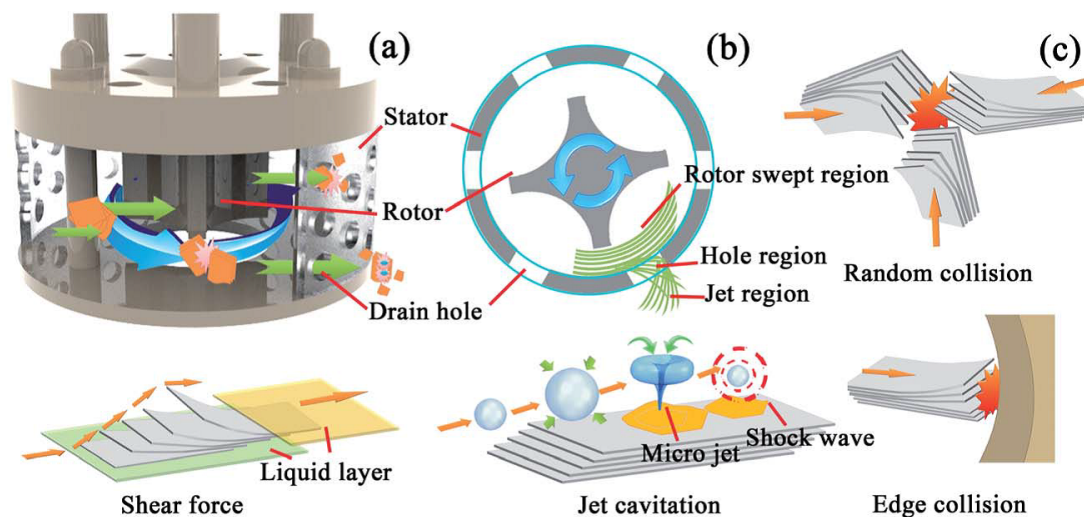 (a)
(b)
(c)
Stator
Rotor
Drain hole
Rotor swept region
Hole region
Jet region
Random collision
Liquid layer
Shear force
Micro jet
Shock wave
Jet cavitation
Edge collision